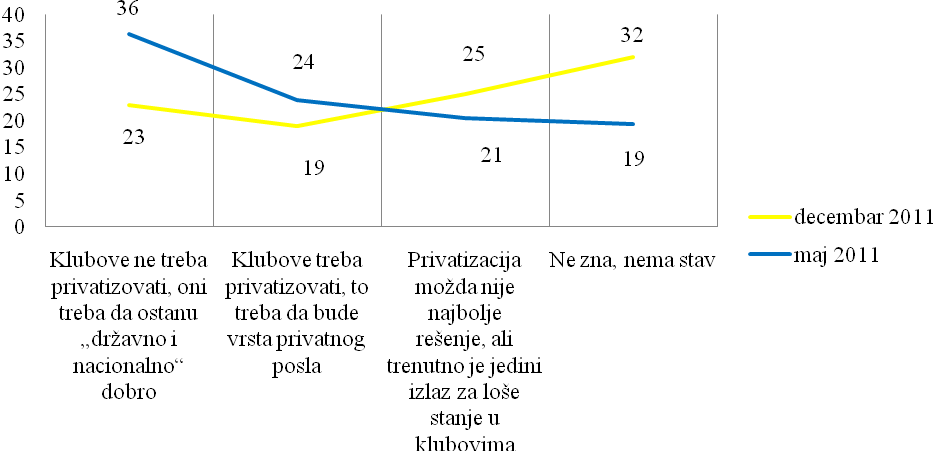 40
35
30
25
20
15
10
5
0
36
24
25
32
23
19
21
19
decembar 2011
maj 2011
Klubove ne treba
privatizovati, oni
treba da ostanu
„državno i
nacionalno“
dobro
Klubove treba
privatizovati, to
treba da bude
vrsta privatnog
posla
Privatizacija
možda nije
najbolje
rešenje, ali
trenutno je jedini
izlaz za loše
stanje u
klubovima
Ne zna, nema stav